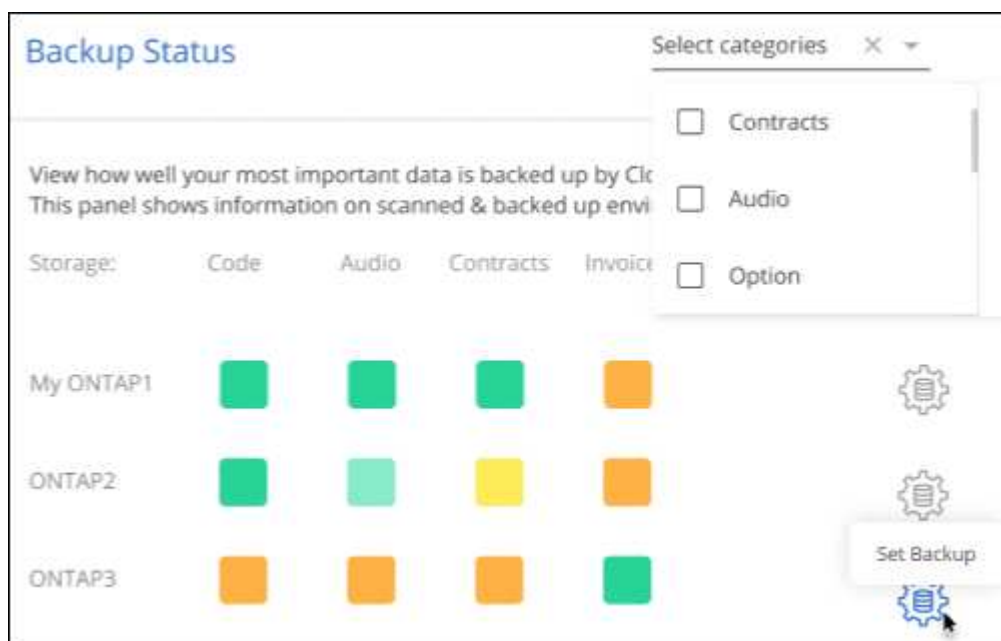 Backup Status
Select categories
Contracts
Audio
Option
View how well your most important data is backed up by Clo
This panel shows information on scanned & backed up envi
Storage: Code Audio Contracts Invoice
My ONTAP1
ONTAP2
Set Backup
ONTAP3